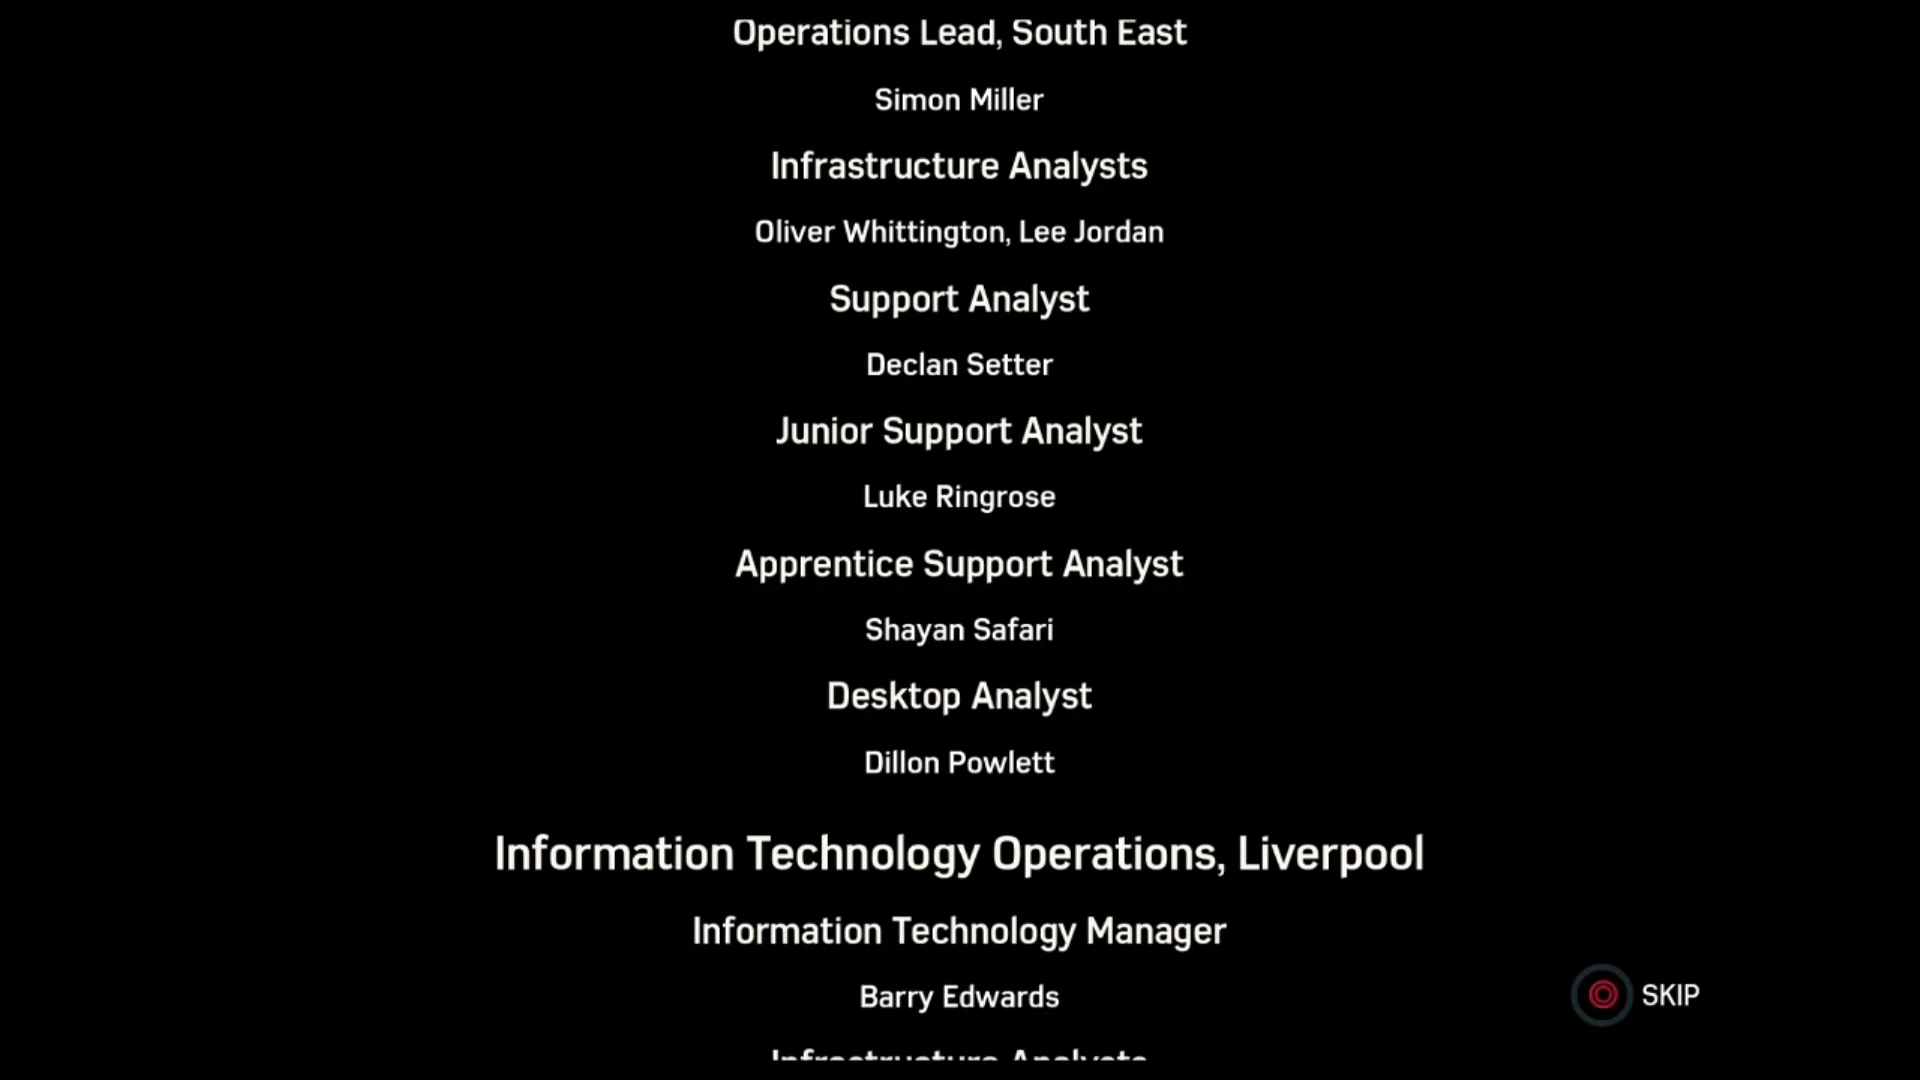 Operations Lead, South East
Simon Miller
Infrastructure Analysts
Oliver Whittington, Lee Jordan
Support Analyst
Declan Setter
Junior Support Analyst
Luke Ringrose
Apprentice Support Analyst
Shayan Safari
Desktop Analyst
Dillon Powlett
Information Technology Operations, Liverpool
Information Technology Manager
Barry Edwards
SKIP
Infrastructure Analysts